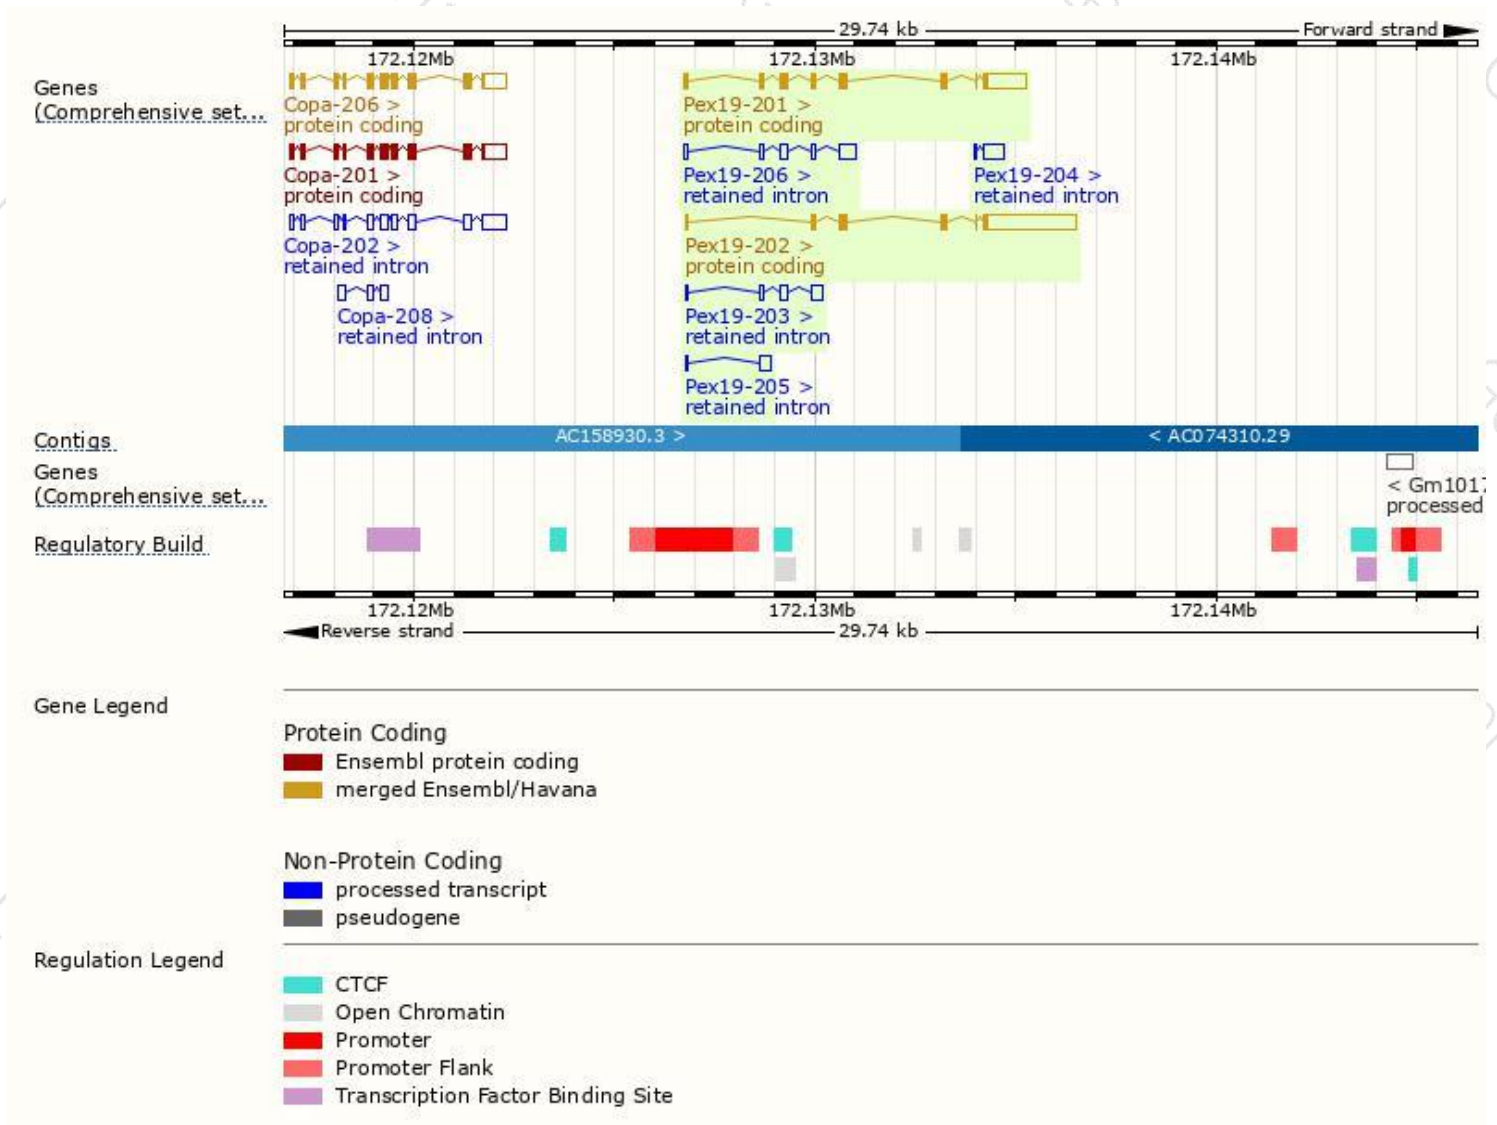 29.74 kb
Forward strand
172.12Mb 172.13Mb 172.14Mb
Genes
(Comprehensive set...
Copa-206 >
protein coding
Pex19-201 >
protein coding
Copa-201 >
protein coding
Pex19-206 >
retained intron
Pex19-204 >
retained intron
Copa-202 >
retained intron
Pex19-202 >
protein coding
Copa-208 >
retained intron
Pex19-203 >
retained intron
Pex19-205 >
retained intron
Contigs
AC158930.3 >
< AC074310.29
Genes
(Comprehensive set...
< Gm1017
processed
Regulatory Build
172.12Mb 172.13Mb 172.14Mb
Reverse strand
29.74 kb
Gene Legend
Protein Coding
Ensembl protein coding
merged Ensembl/Havana
Non-Protein Coding
processed transcript
pseudogene
Regulation Legend
CTCF
Open Chromatin
Promoter
Promoter Flank
Transcription Factor Binding Site